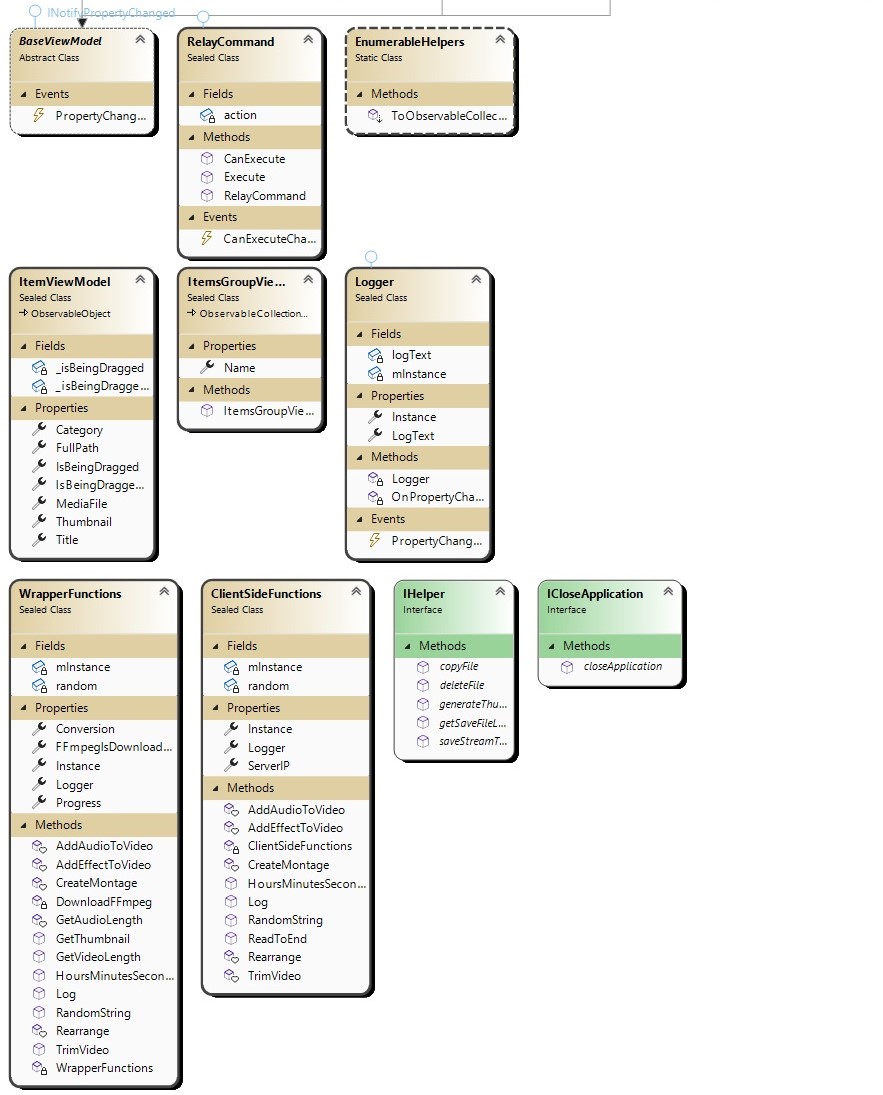 INotifyPropertyChanged
BaseViewModel
Abstract Class
Events
PropertyChang...
RelayCommand
Sealed Class
Fields
action
Methods
CanExecute
Execute
RelayCommand
Events
CanExecuteCha...
EnumerableHelpers
Static Class
Methods
ToObservableCollec...
ItemViewModel
Sealed Class
ObservableObject
Fields
_isBeingDragged
_isBeingDragge...
Properties
Category
FullPath
IsBeingDragged
IsBeingDragge...
MediaFile
Thumbnail
Title
ItemsGroupVie...
Sealed Class
ObservableCollection...
Properties
Name
Methods
ItemsGroupVie...
Logger
Sealed Class
Fields
logText
mInstance
Properties
Instance
LogText
Methods
Logger
OnPropertyCha...
Events
PropertyChang...
WrapperFunctions
Sealed Class
Fields
mInstance
random
Properties
Conversion
FFmpegIsDownload...
Instance
Logger
Progress
Methods
AddAudioToVideo
AddEffectToVideo
CreateMontage
DownloadFFmpeg
GetAudioLength
GetThumbnail
GetVideoLength
HoursMinutesSecon...
Log
RandomString
Rearrange
TrimVideo
WrapperFunctions
ClientSideFunctions
Sealed Class
Fields
mInstance
random
Properties
Instance
Logger
ServerIP
Methods
AddAudioToVideo
AddEffectToVideo
ClientSideFunctions
CreateMontage
HoursMinutesSecon...
Log
RandomString
ReadToEnd
Rearrange
TrimVideo
IHelper
Interface
Methods
copyFile
deleteFile
generateThu...
getSaveFileL...
saveStreamT...
ICloseApplication
Interface
Methods
closeApplication